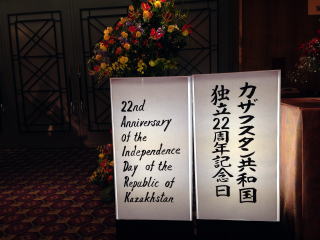 22nd
Anniversary
Of the
Independence
Day of the
Republic of
Kazakhstan
カザフスタン共和国
独立22周年記念日